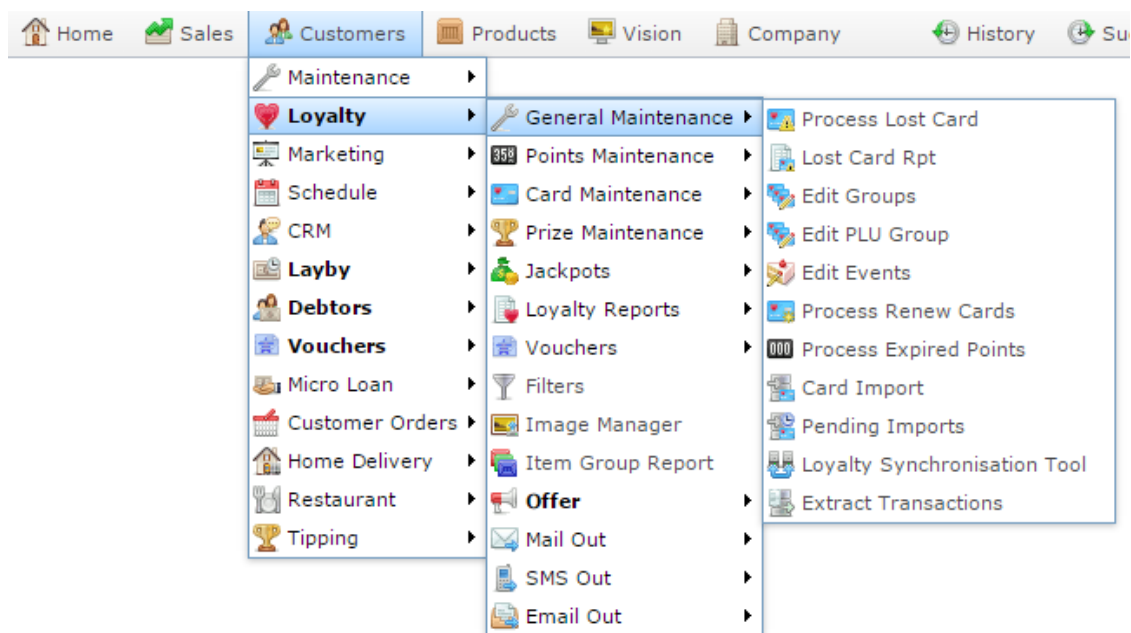 Home Sales Customers Products Vision Company History
Maintenance
Loyalty
Marketing
Schedule
CRM
Layby
Debtors
Vouchers
Micro Loan
Customer Orders
Home Delivery
Restaurant
Tipping
General Maintenance
358 Points Maintenance
Card Maintenance
Prize Maintenance
Jackpots
Loyalty Reports
Vouchers
Filters
Image Manager
Item Group Report
Offer
Mail Out
SMS Out
Email Out
Process Lost Card
Lost Card Rpt
Edit Groups
Edit PLU Group
Edit Events
Process Renew Cards
000 Process Expired Points
Card Import
Pending Imports
Loyalty Synchronisation Tool
Extract Transactions